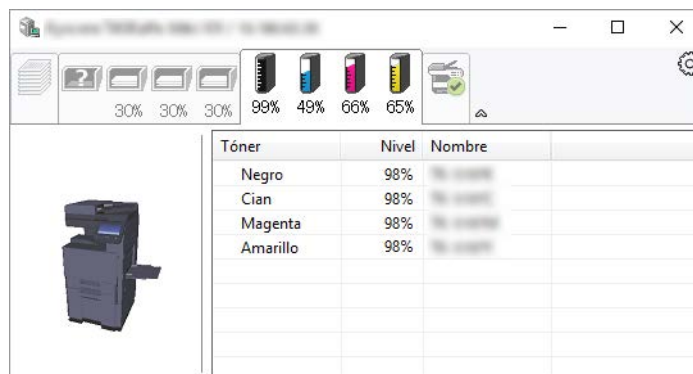 ?
30% 30% 30% 99% 49% 66% 65%
Tóner Nivel Nombre
Negro 98%
Cian 98%
Magenta 98%
Amarillo 98%